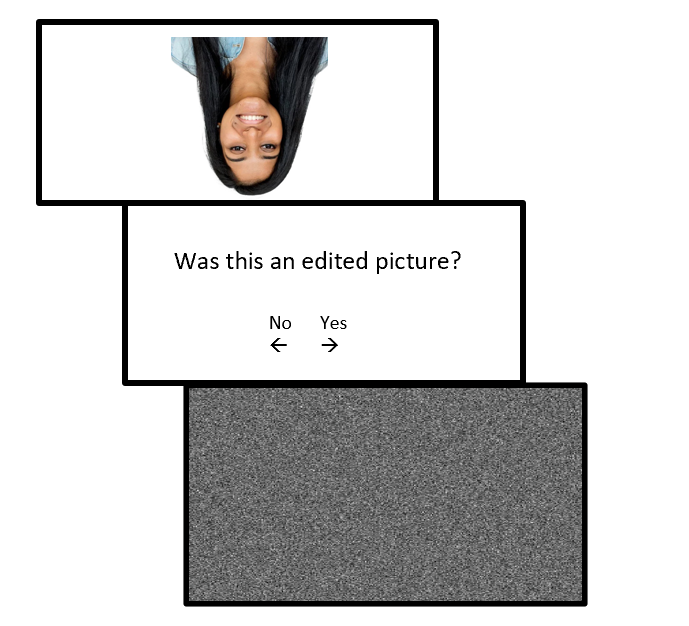 Was this an edited picture?
No Yes
← →